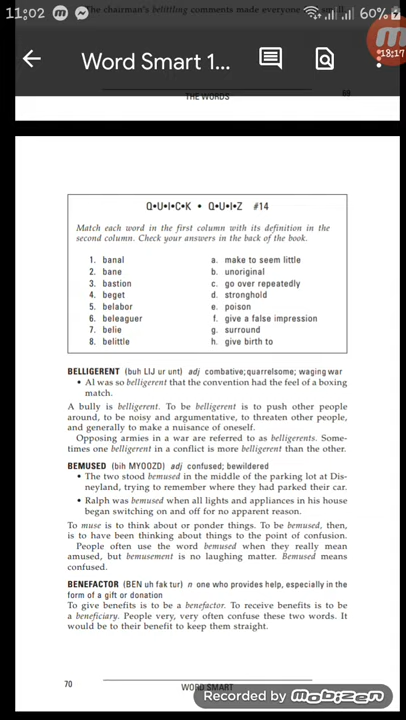 The chairman's belittling comments made everyone
11:02 60%
Word Smart 1...
13:17
THE WORDS 69
Q•U•I•C•K • Q•U•I•Z #14
Match each word in the first column with its definition in the
second column. Check your answers in the back of the book.
1. banal a. make to seem little
2. bane b. unoriginal
3. bastion c. go over repeatedly
4. beget d. stronghold
5. belabor e. poison
6. beleaguer f. give a false impression
7. belie g. surround
8. belittle h. give birth to
BELLIGERENT (buh LIJ ur unt) adj combative; quarrelsome; waging war
• Al was so belligerent that the convention had the feel of a boxing
match.
A bully is belligerent. To be belligerent is to push other people
around, to be noisy and argumentative, to threaten other people,
and generally to make a nuisance of oneself.
Opposing armies in a war are referred to as belligerents. Some-
times one belligerent in a conflict is more belligerent than the other.
BEMUSED (bih MYOOZD) adj confused; bewildered
• The two stood bemused in the middle of the parking lot at Dis-
neyland, trying to remember where they had parked their car.
• Ralph was bemused when all lights and appliances in his house
began switching on and off for no apparent reason.
To muse is to think about or ponder things. To be bemused, then,
is to have been thinking about things to the point of confusion.
People often use the word bemused when they really mean
amused, but bemusement is no laughing matter. Bemused means
confused.
BENEFACTOR (BEN uh fak tur) n one who provides help, especially in the
form of a gift or donation
To give benefits is to be a benefactor. To receive benefits is to be
a beneficiary. People very, very often confuse these two words. It
would be to their benefit to keep them straight.
70 WORD SMART
Recorded by mobizen